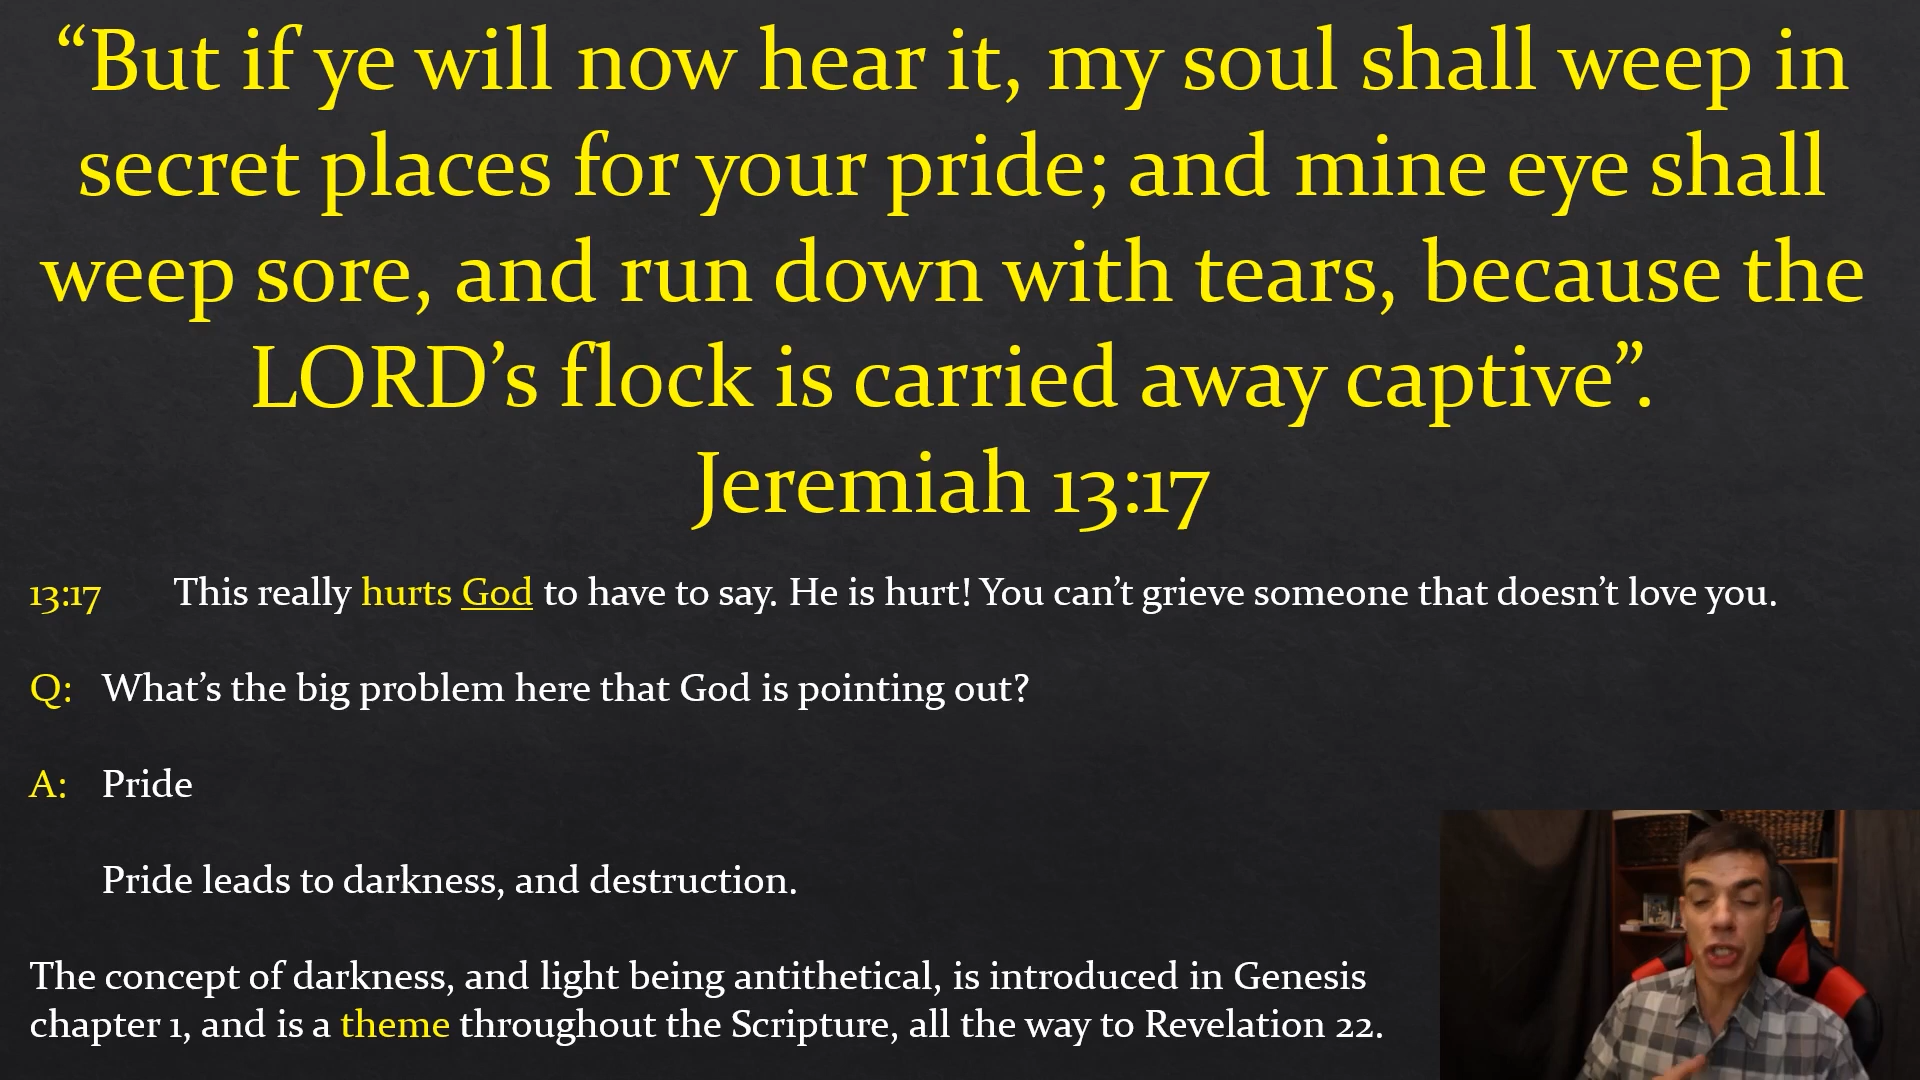 “But if ye will now hear it, my soul shall weep in
secret places for your pride; and mine eye shall
weep sore, and run down with tears, because the
LORD’s flock is carried away captive”.
Jeremiah 13:17
13:17 This really hurts God to have to say. He is hurt! You can’t grieve someone that doesn’t love you.
Q: What’s the big problem here that God is pointing out?
A: Pride
Pride leads to darkness, and destruction.
The concept of darkness, and light being antithetical, is introduced in Genesis
chapter 1, and is a theme throughout the Scripture, all the way to Revelation 22.